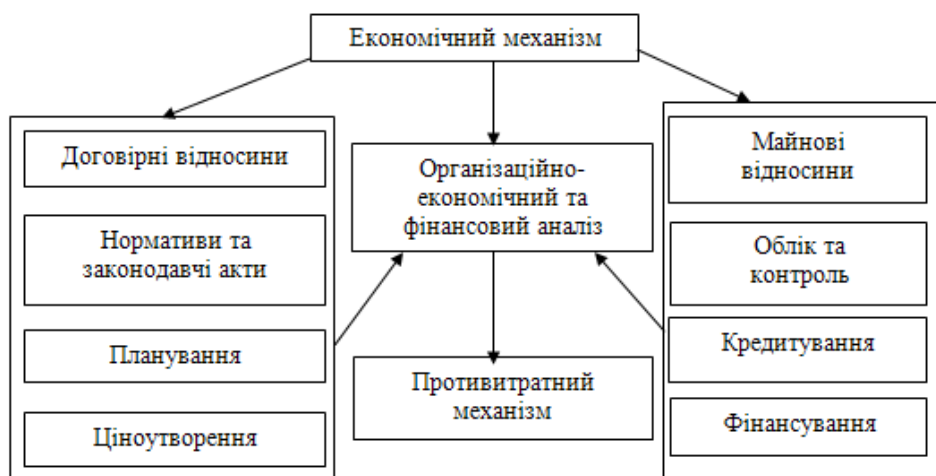 Економічний механізм
Договірні відносини
Нормативи та
законодавчі акти
Планування
Ціноутворення
Організаційно-
економічний та
фінансовий аналіз
Противитратний
механізм
Майнові
відносини
Облік та
контроль
Кредитування
Фінансування